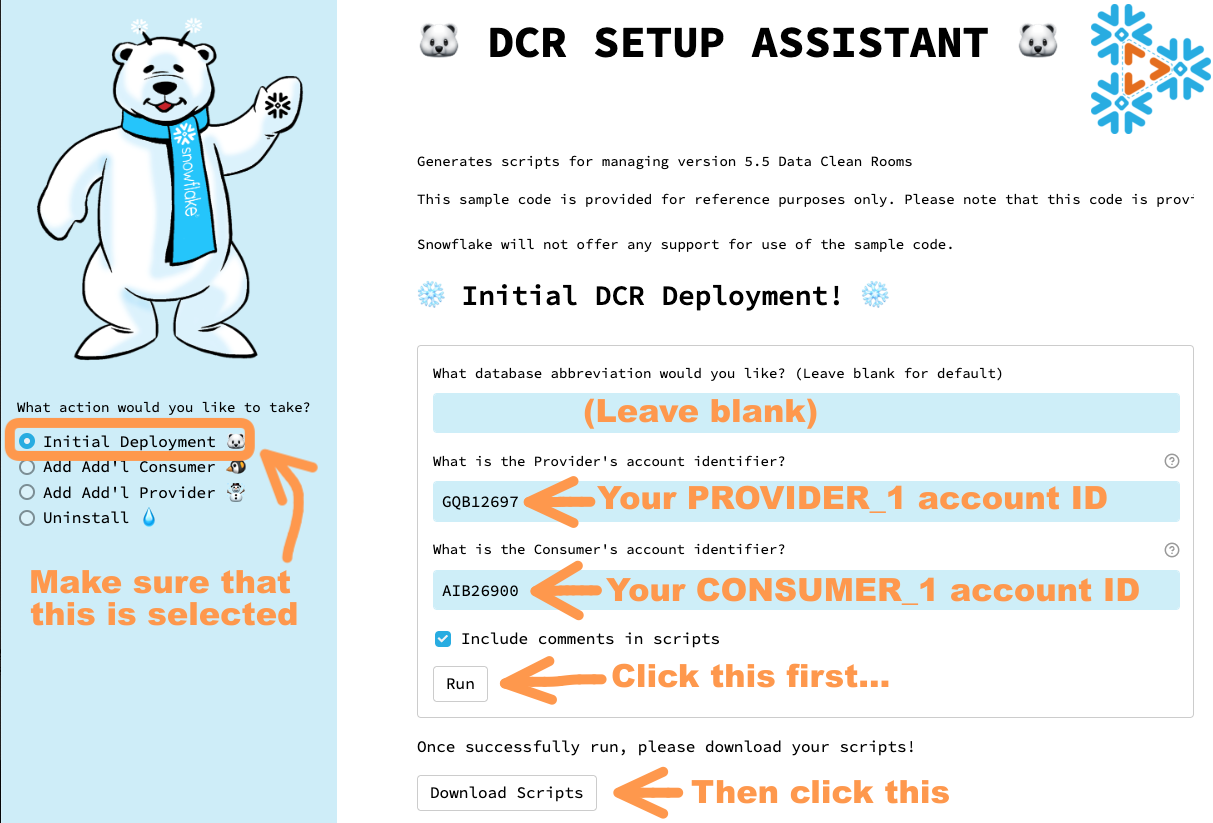 DCR SETUP ASSISTANT
snowflake®
Generates scripts for managing version 5.5 Data Clean Rooms
This sample code is provided for reference purposes only. Please note that this code is
Snowflake will not offer any support for use of the sample code.
Initial DCR Deployment!
What action would you like to take?
Initial Deployment
Add Add'l Consumer
Add Add'l Provider
Uninstall
Make sure that
this is selected
What database abbreviation would you like? (Leave blank for default)
(Leave blank)
What is the Provider's account identifier?
GQB12697
Your PROVIDER_1 account ID
What is the Consumer's account identifier?
AIB26900
Your CONSUMER_1 account ID
Include comments in scripts
Run
Click this first...
Once successfully run, please download your scripts!
Download Scripts
Then click this